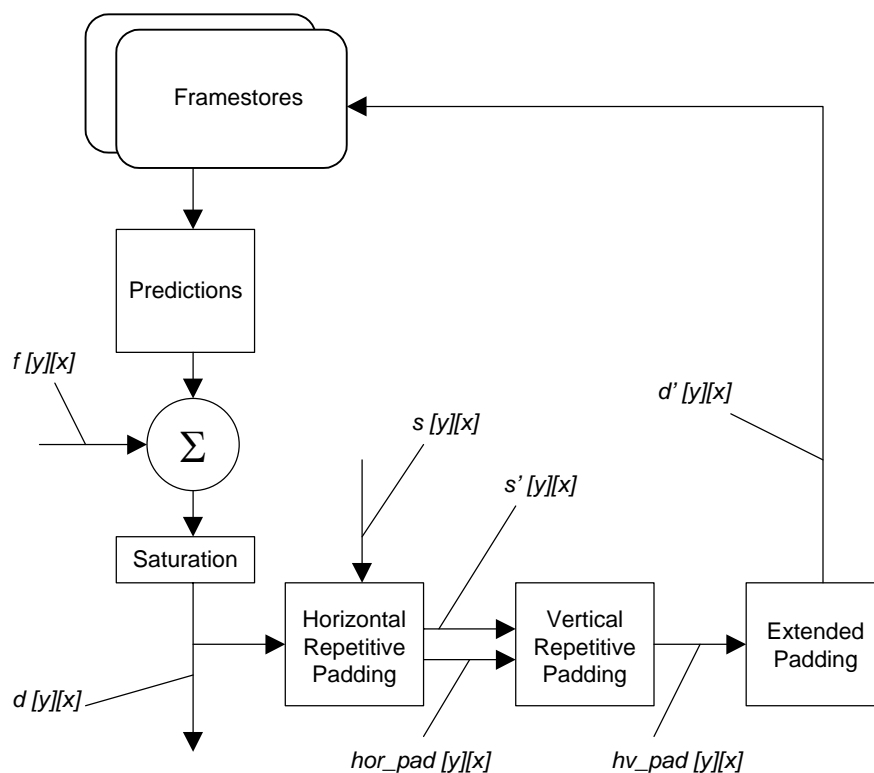 Framestores
Predictions
f [y][x]
Σ
d’ [y][x]
s [y][x]
s’ [y][x]
Saturation
Horizontal
Repetitive
Padding
Vertical
Repetitive
Padding
Extended
Padding
d [y][x]
hor_pad [y][x]
hv_pad [y][x]